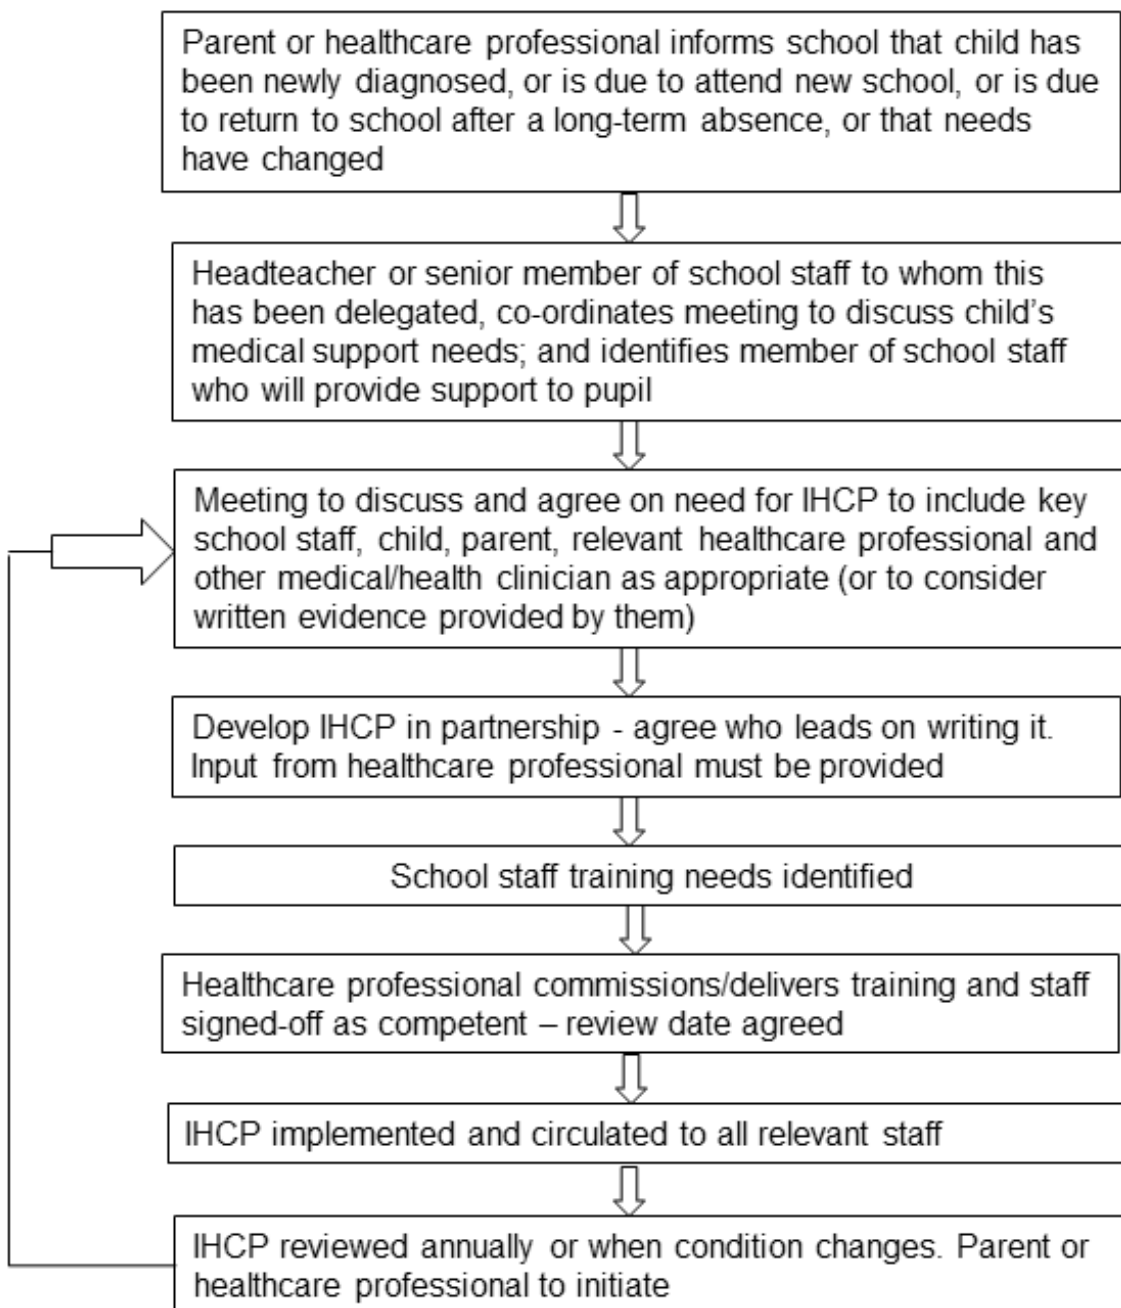 Parent or healthcare professional informs school that child has
been newly diagnosed, or is due to attend new school, or is due
to return to school after a long-term absence, or that needs
have changed
Headteacher or senior member of school staff to whom this
has been delegated, co-ordinates meeting to discuss child's
medical support needs; and identifies member of school staff
who will provide support to pupil
Meeting to discuss and agree on need for IHCP to include key
school staff, child, parent, relevant healthcare professional and
other medical/health clinician as appropriate (or to consider
written evidence provided by them)
Develop IHCP in partnership - agree who leads on writing it.
Input from healthcare professional must be provided
School staff training needs identified
Healthcare professional commissions/delivers training and staff
signed-off as competent – review date agreed
IHCP implemented and circulated to all relevant staff
IHCP reviewed annually or when condition changes. Parent or
healthcare professional to initiate